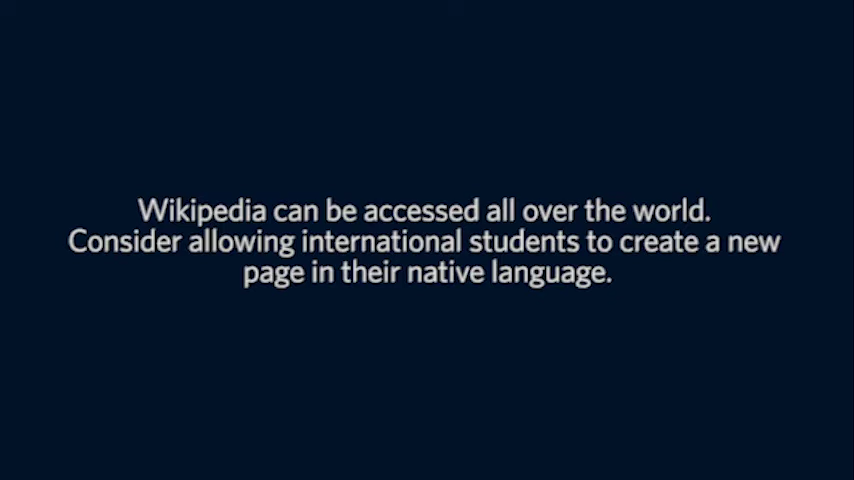 Wikipedia can be accessed all over the world.
Consider allowing international students to create a new
page in their native language.